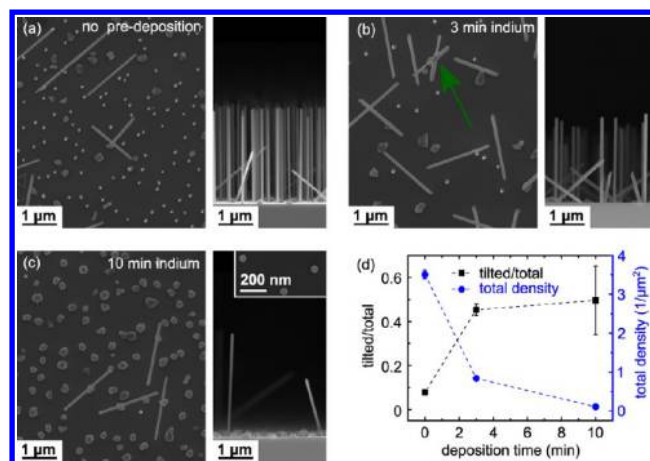 (a) no pre-deposition
1 µm
1 µm
(b) 3 min indium
1 µm
1 µm
(c) 10 min indium
1 µm
200 nm
1 µm
(d)
tilted/total
total density
0.6
0.4
0.2
0
tilted/total
4
3
2
1
0
total density (1/µm²)
0 2 4 6 8 10
deposition time (min)